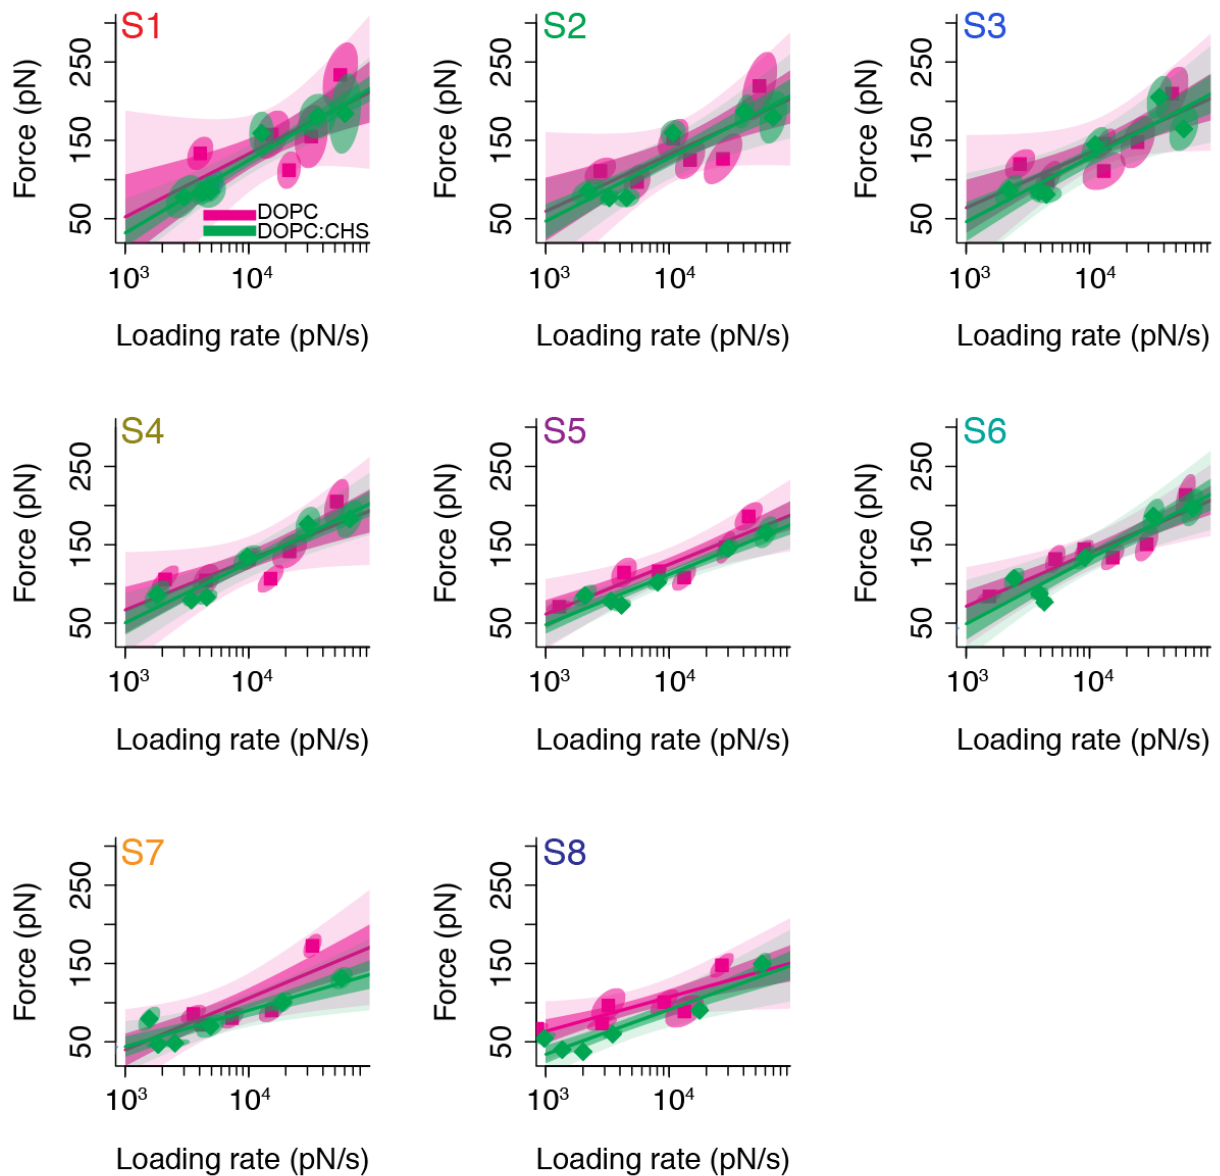 S1
S2
S3
Force (pN)
250
150
50
DOPC
DOPC:CHS
10³
10⁴
Loading rate (pN/s)
Force (pN)
250
150
50
10³
10⁴
Loading rate (pN/s)
Force (pN)
250
150
50
10³
10⁴
Loading rate (pN/s)
S4
S5
S6
Force (pN)
250
150
50
10³
10⁴
Loading rate (pN/s)
Force (pN)
250
150
50
10³
10⁴
Loading rate (pN/s)
Force (pN)
250
150
50
10³
10⁴
Loading rate (pN/s)
S7
S8
Force (pN)
250
150
50
10³
10⁴
Loading rate (pN/s)
Force (pN)
250
150
50
10³
10⁴
Loading rate (pN/s)